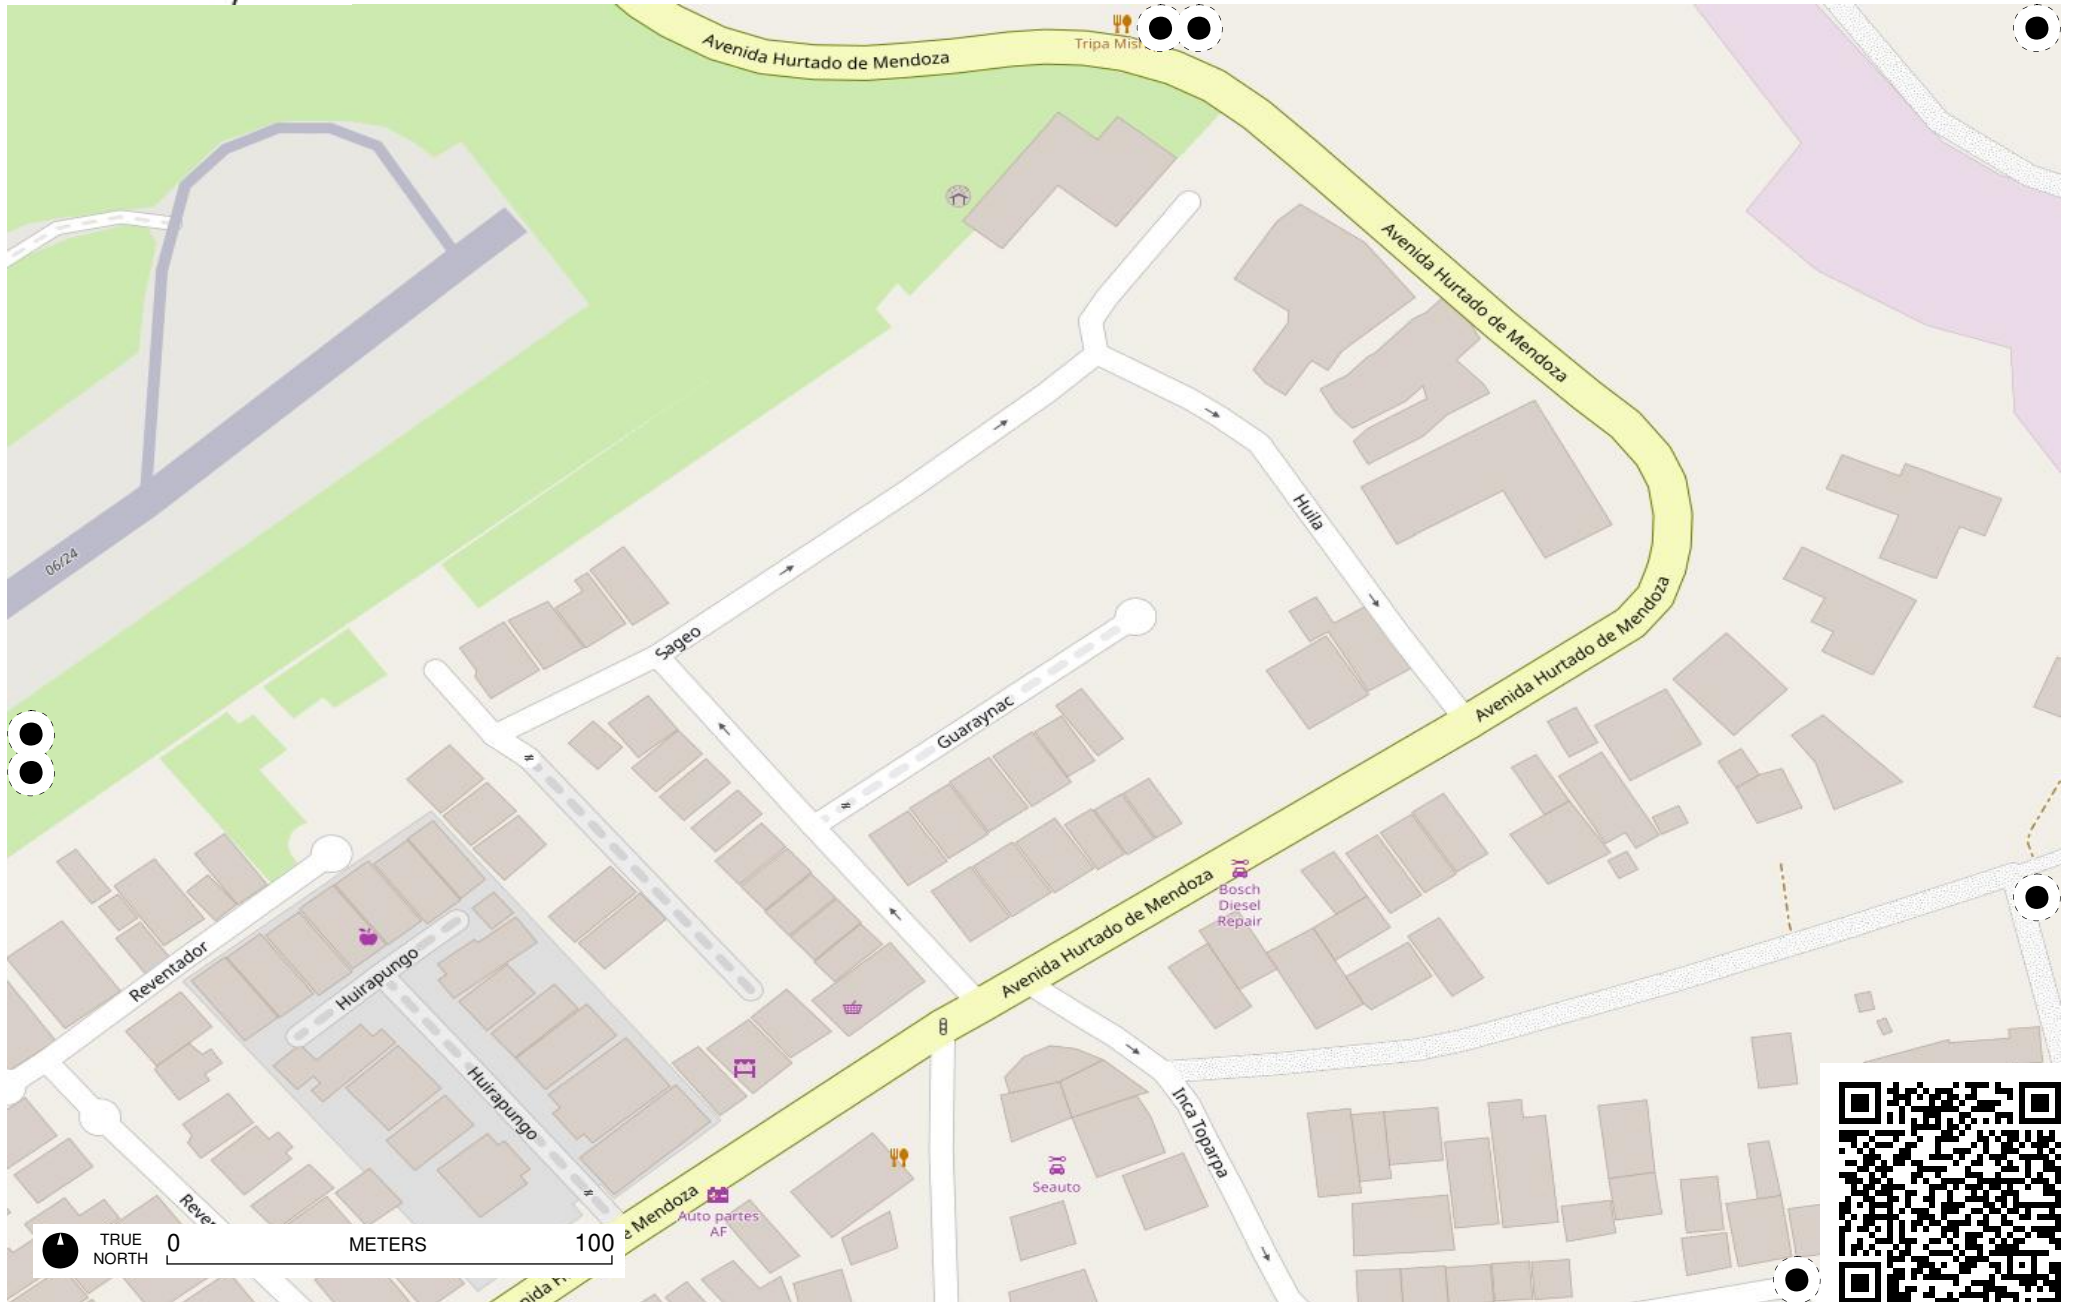 Avenida Hurtado de Mendoza
Tripa
Avenida Hurtado de Mendoza
06/24
Huila
Sageo
Avenida Hurtado de Mendoza
Guaraynac
Bosch
Diesel
Repair
Avenida Hurtado de Mendoza
Reventador
Huirapungo
Huirapungo
Inca Toparpa
Seauto
Mendoza
Auto partes
AF
TRUE
NORTH
0 METERS 100